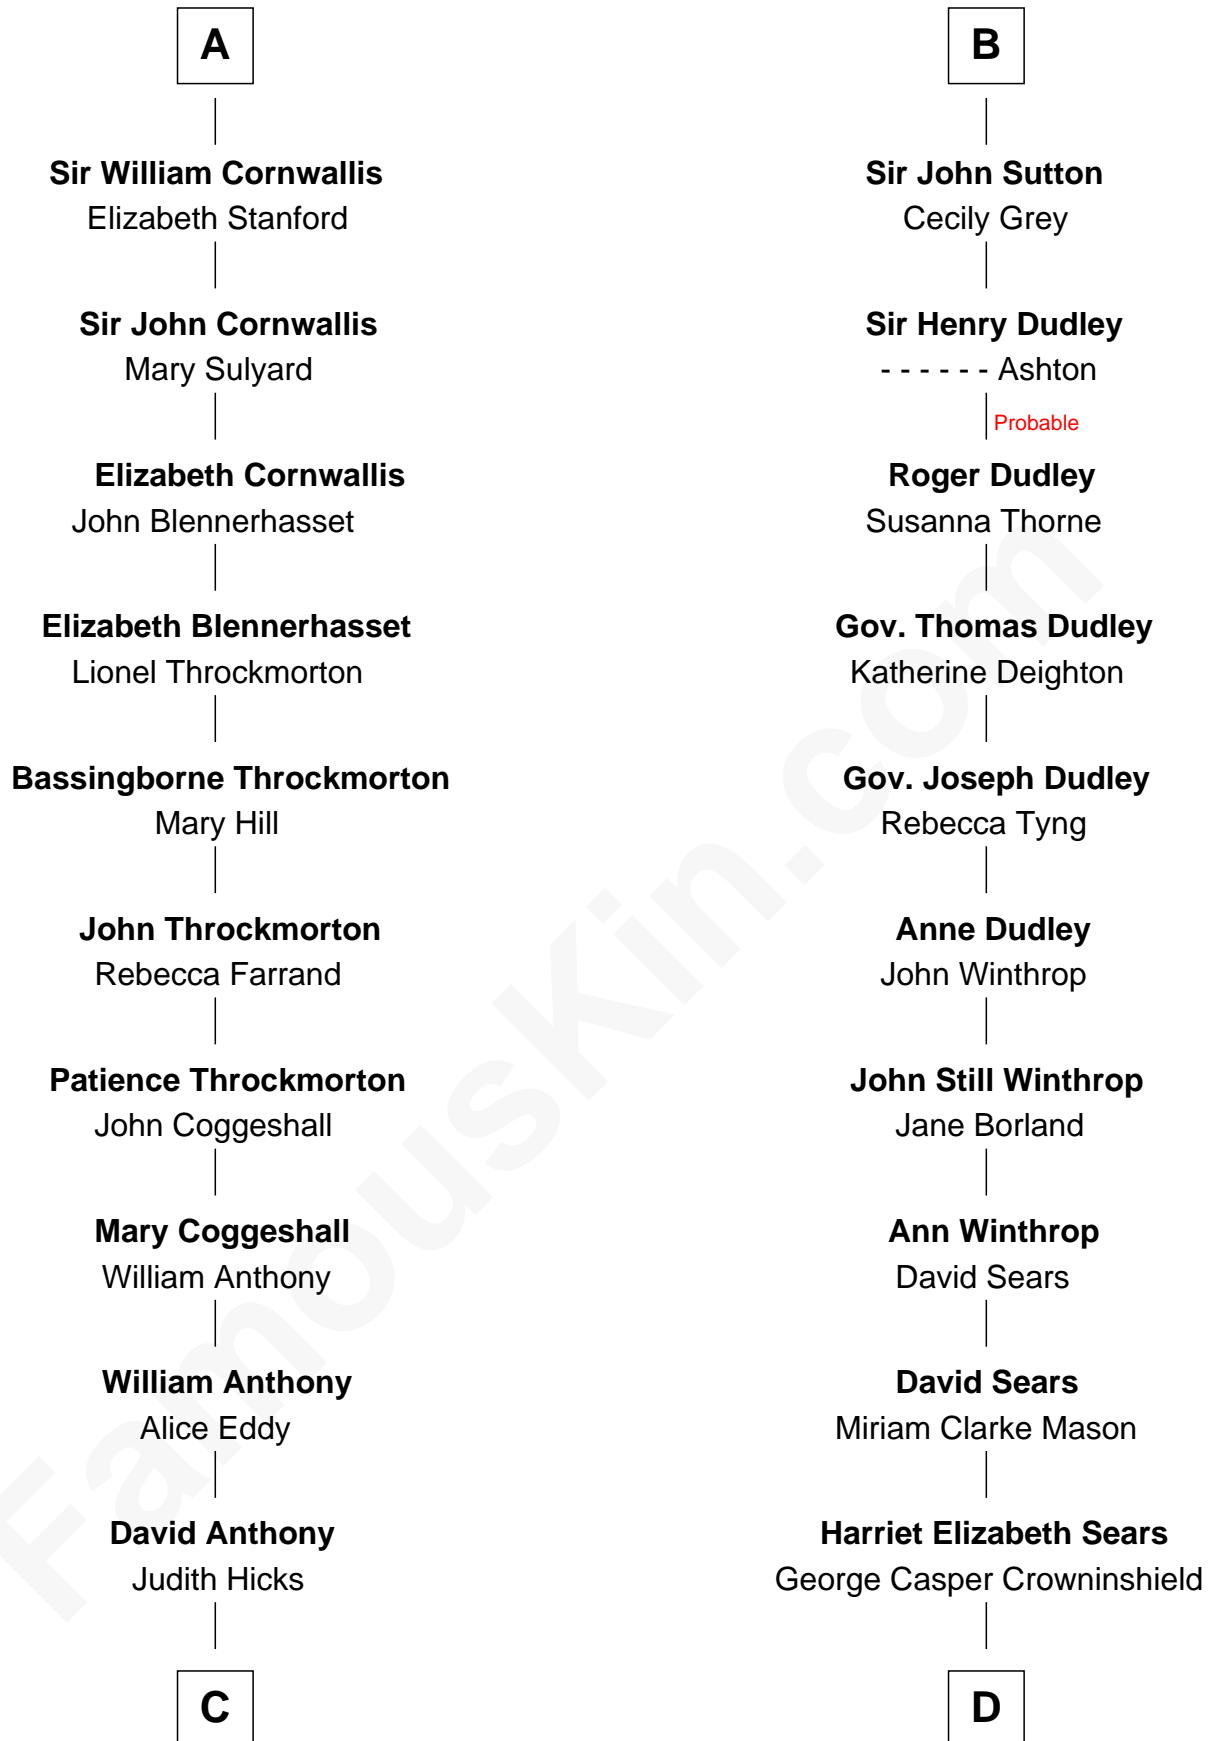 A
Sir William Cornwallis
Elizabeth Stanford
Sir John Cornwallis
Mary Sulyard
Elizabeth Cornwallis
John Blennerhasset
Elizabeth Blennerhasset
Lionel Throckmorton
Bassingborne Throckmorton
Mary Hill
John Throckmorton
Rebecca Farrand
Patience Throckmorton
John Coggeshall
Mary Coggeshall
William Anthony
William Anthony
Alice Eddy
David Anthony
Judith Hicks
C
B
Sir John Sutton
Cecily Grey
Sir Henry Dudley
- - - - - - Ashton
Probable
Roger Dudley
Susanna Thorne
Gov. Thomas Dudley
Katherine Deighton
Gov. Joseph Dudley
Rebecca Tyng
Anne Dudley
John Winthrop
John Still Winthrop
Jane Borland
Ann Winthrop
David Sears
David Sears
Miriam Clarke Mason
Harriet Elizabeth Sears
George Casper Crowninshield
D
FamousKin.com